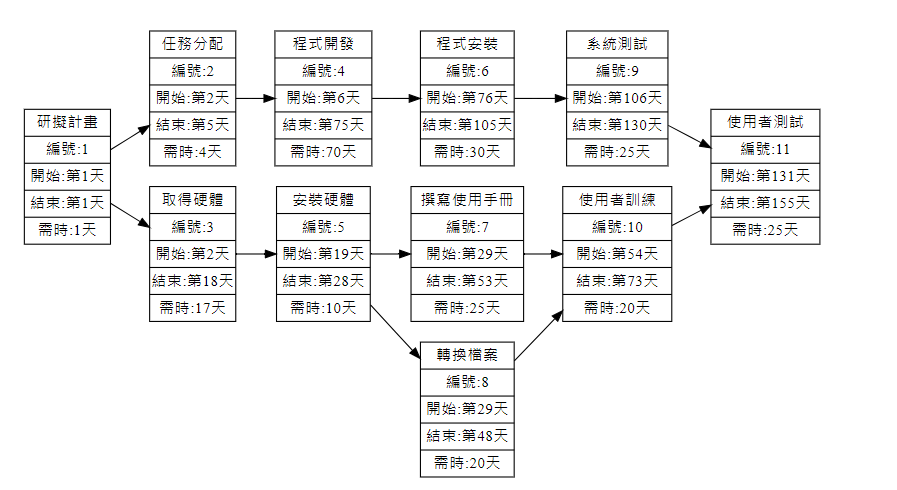 研擬計畫
編號:1
開始:第1天
結束:第1天
需時:1天
任務分配
編號:2
開始:第2天
結束:第5天
需時:4天
取得硬體
編號:3
開始:第2天
結束:第18天
需時:17天
程式開發
編號:4
開始:第6天
結束:第75天
需時:70天
安裝硬體
編號:5
開始:第19天
結束:第28天
需時:10天
程式安裝
編號:6
開始:第76天
結束:第105天
需時:30天
撰寫使用手冊
編號:7
開始:第29天
結束:第53天
需時:25天
轉換檔案
編號:8
開始:第29天
結束:第48天
需時:20天
系統測試
編號:9
開始:第106天
結束:第130天
需時:25天
使用者訓練
編號:10
開始:第54天
結束:第73天
需時:20天
使用者測試
編號:11
開始:第131天
結束:第155天
需時:25天